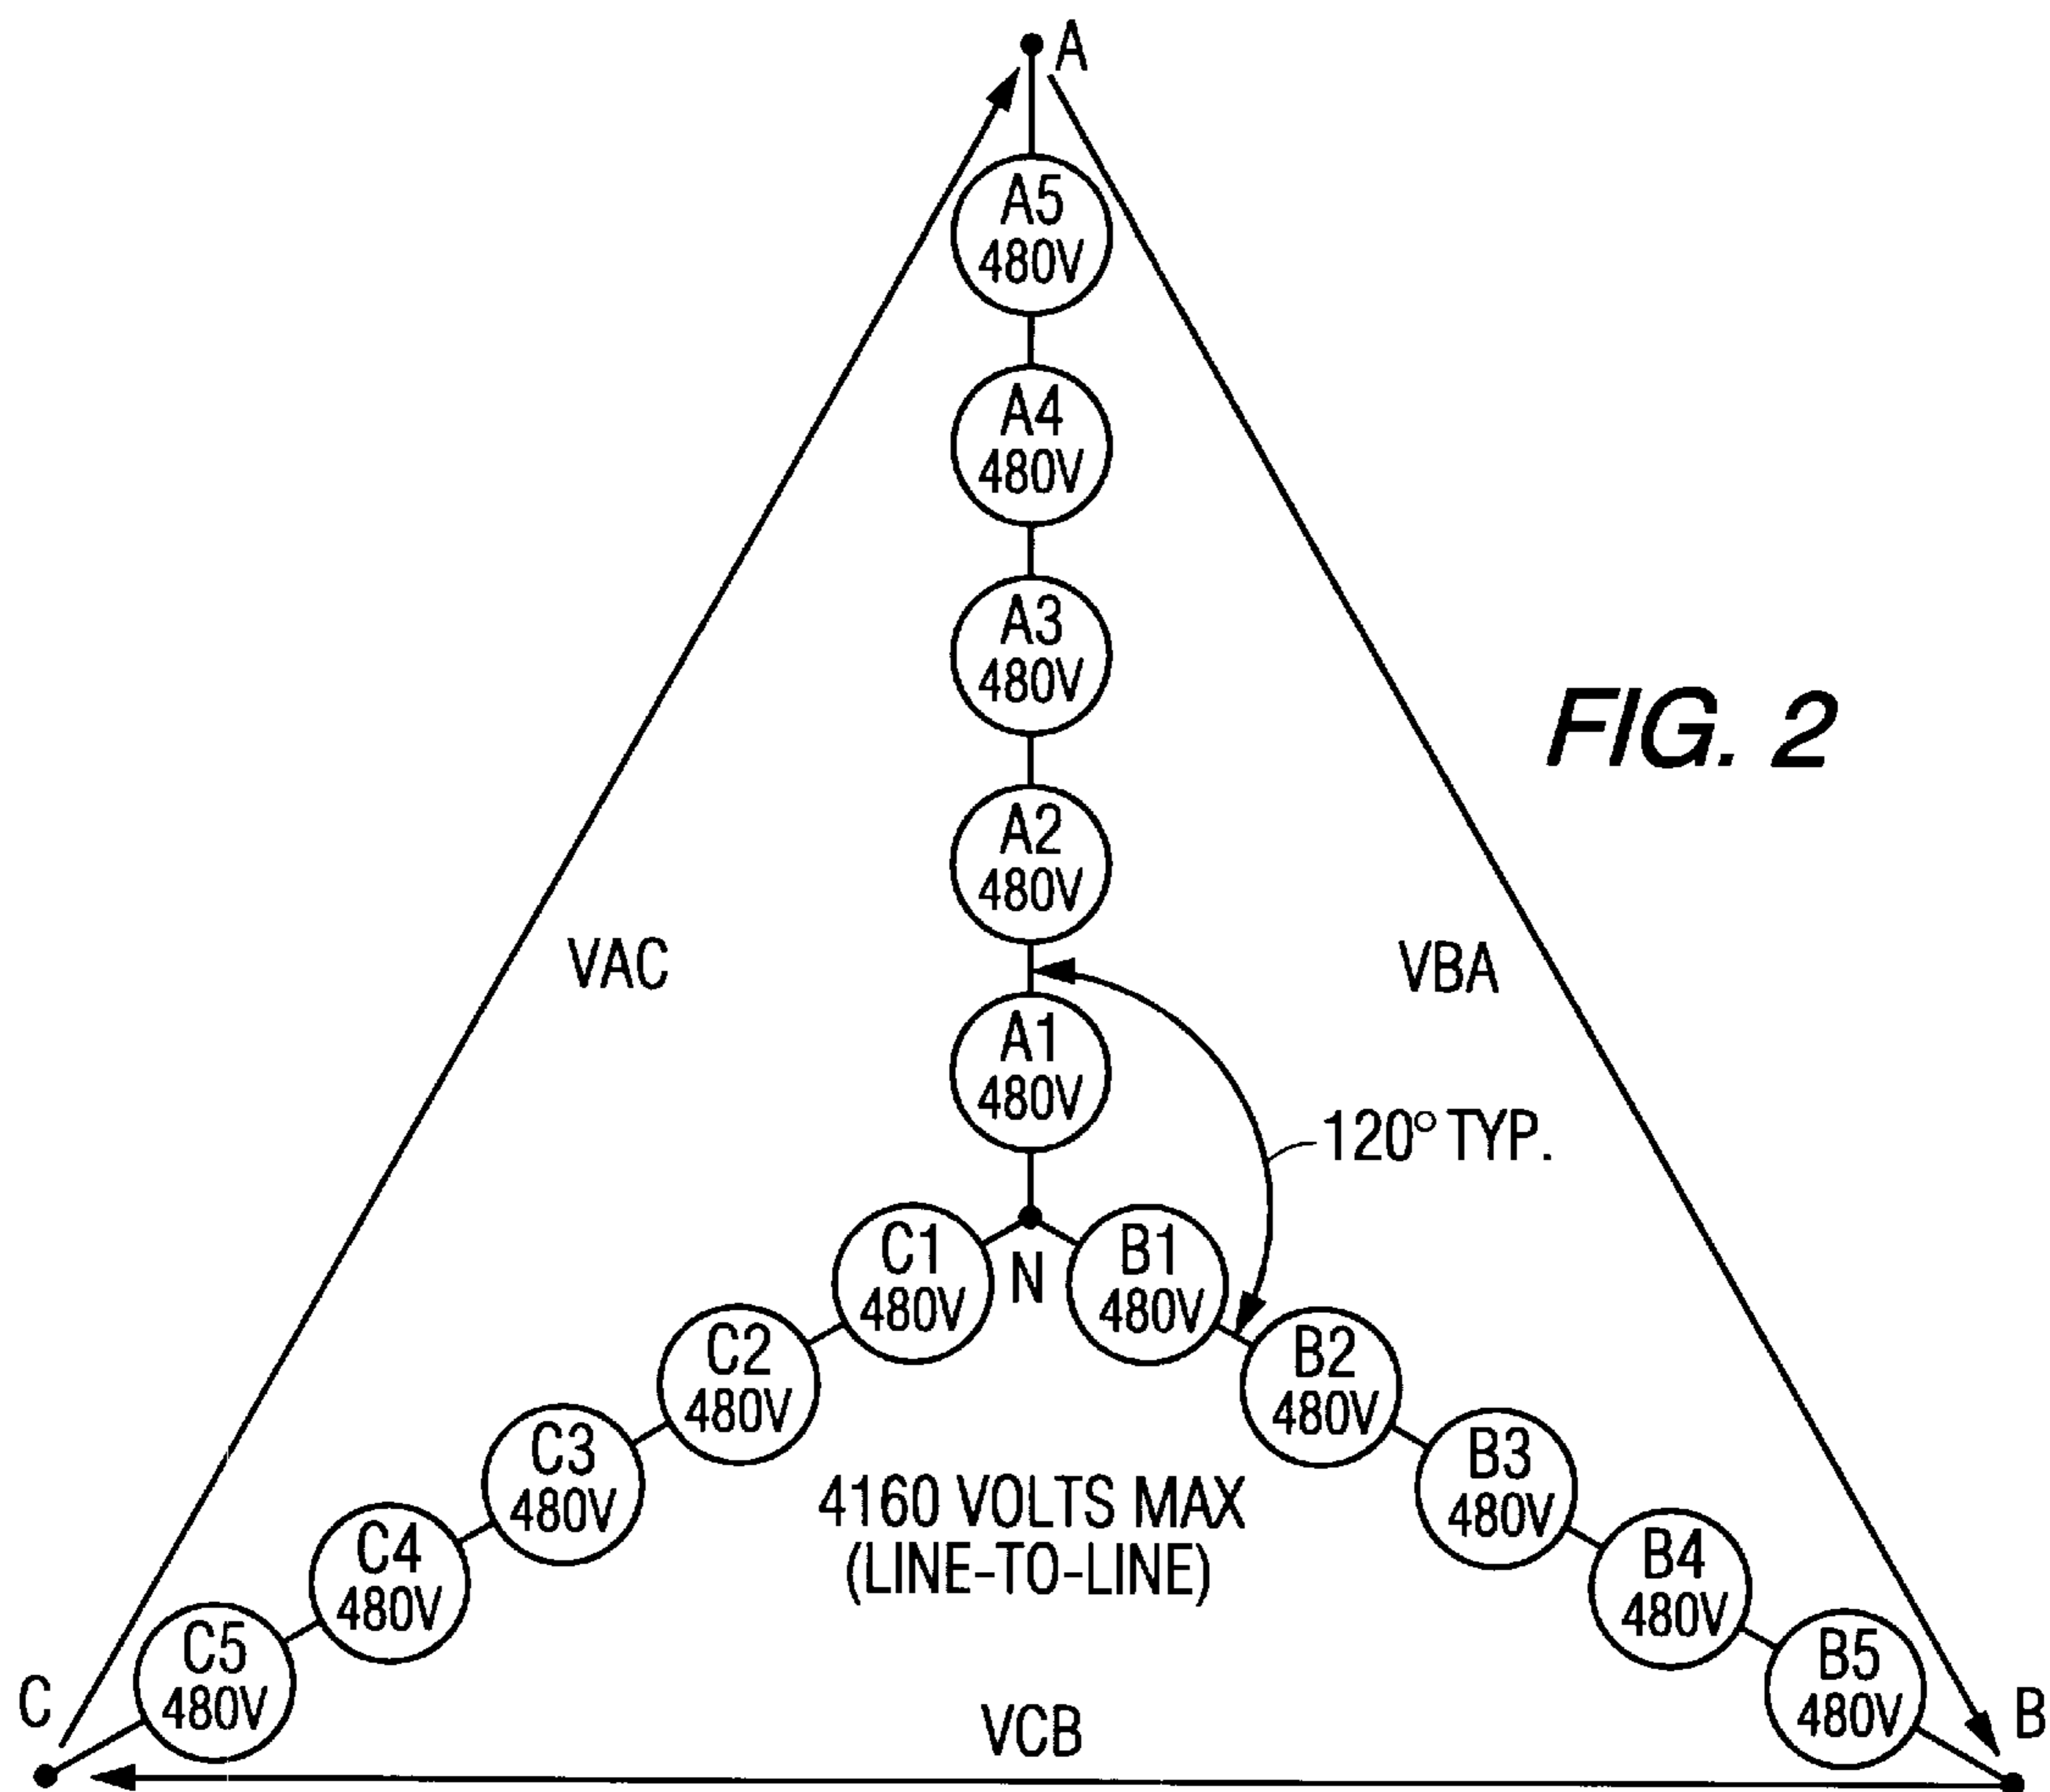 A
A5
480V
A4
480V
A3
480V
FIG. 2
A2
480V
VAC
VBA
A1
480V
120° TYP.
C1
480V
N
B1
480V
C2
480V
B2
480V
C3
480V
B3
480V
4160 VOLTS MAX
(LINE-TO-LINE)
C4
480V
B4
480V
C5
480V
B5
480V
C
VCB
B